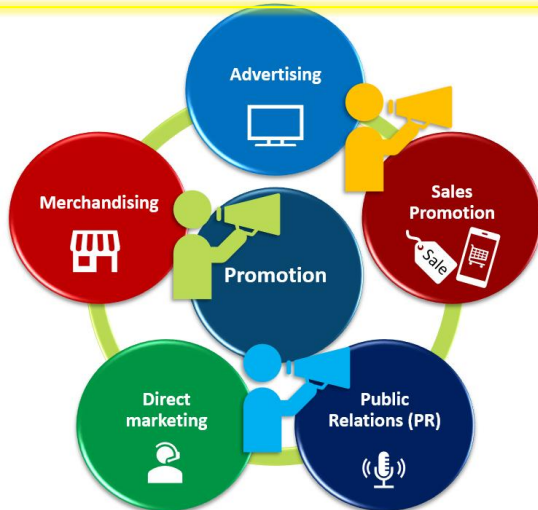 Advertising
Merchandising
Sales
Promotion
Sale
Promotion
Direct
marketing
Public
Relations (PR)